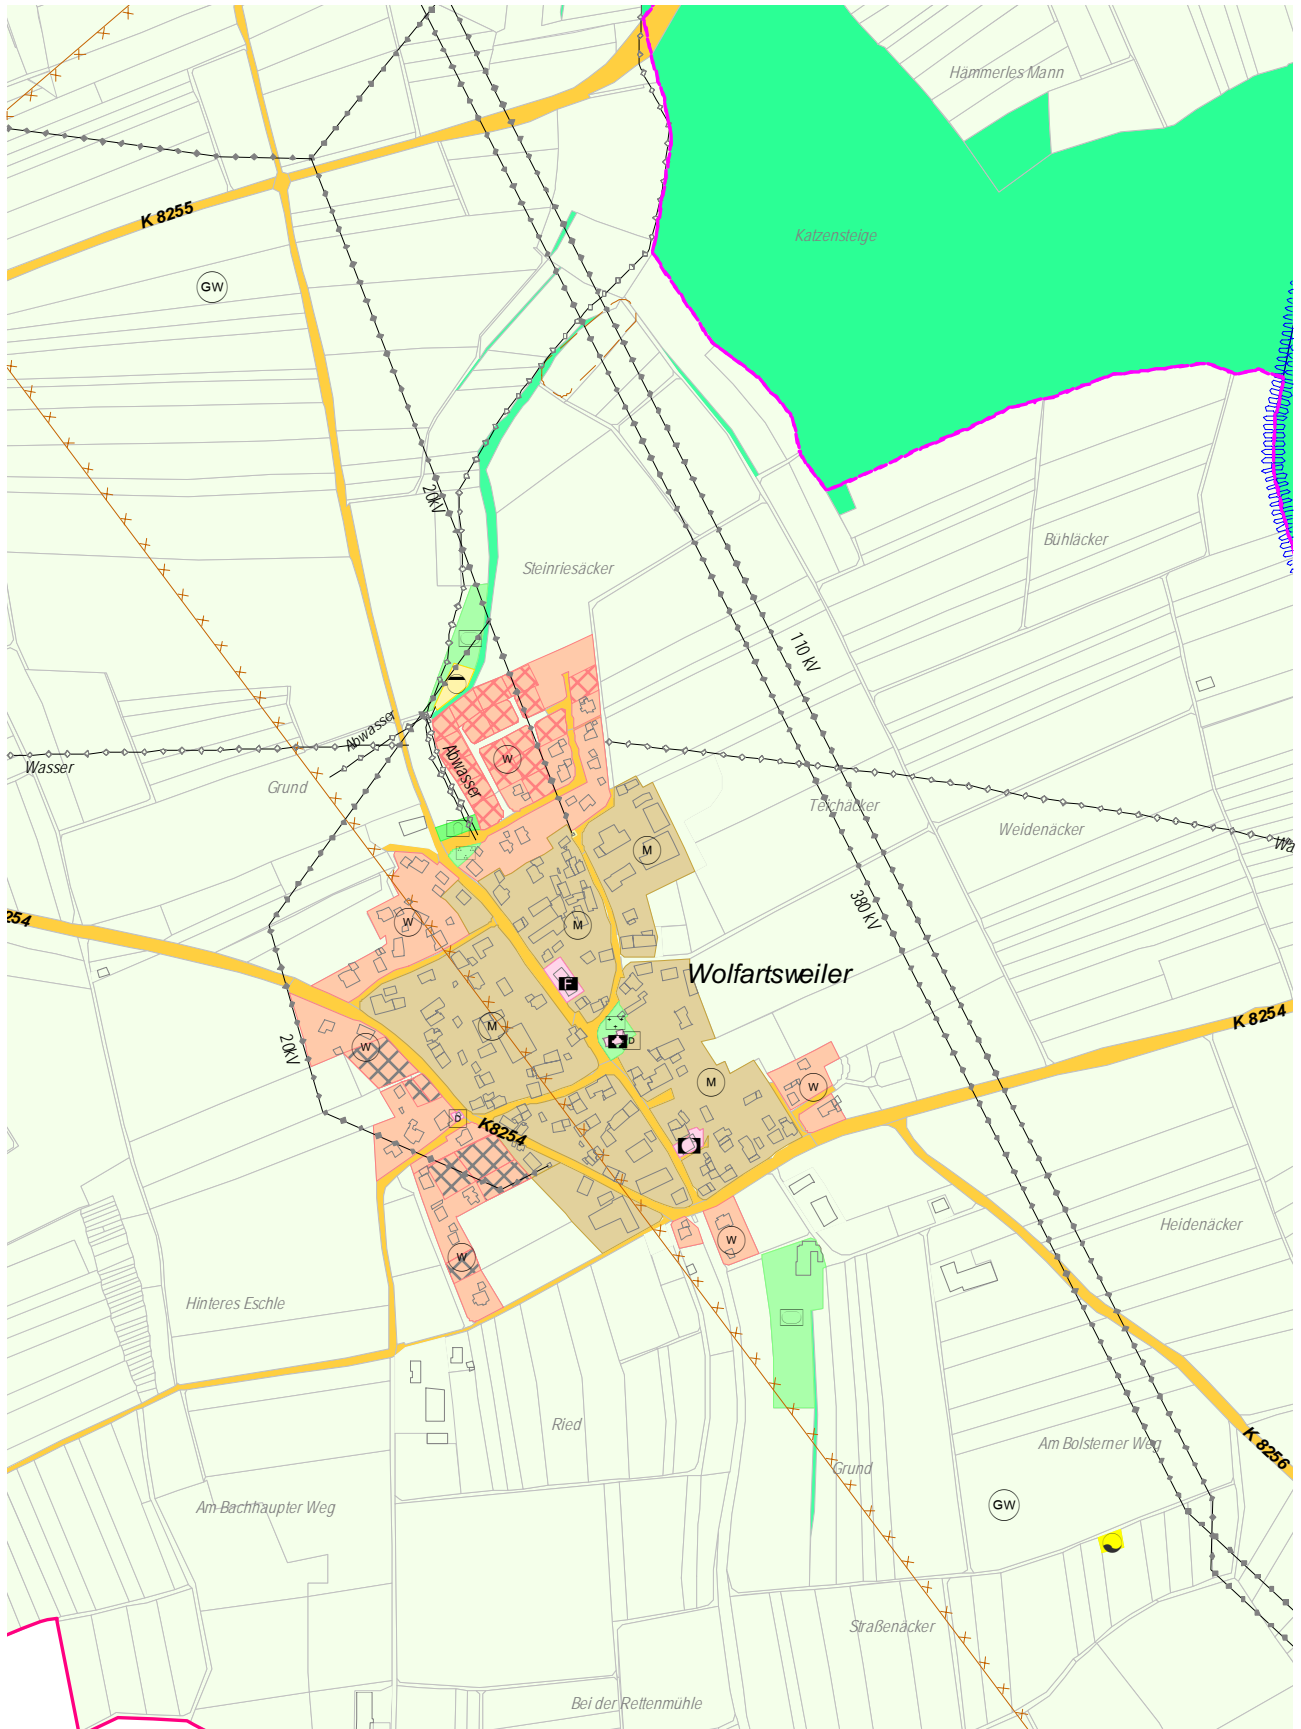 Hämmerles Mann
K 8255
Katzensteige
GW
20kV
Bühläcker
Steinriesäcker
110 kV
Abwasser
W
Abwasser
Wasser
Grund
Teichäcker
Weidenäcker
Wa
M
380 kV
254
W
M
Wolfartsweiler
F
K 8254
M
D
20kV
W
M
W
D
K8254
Heidenäcker
W
W
Hinteres Eschle
Ried
Am Bolsterner Weg
K 8256
Grund
Am Bachhaupter Weg
GW
Straßenäcker
Bei der Rettenmühle